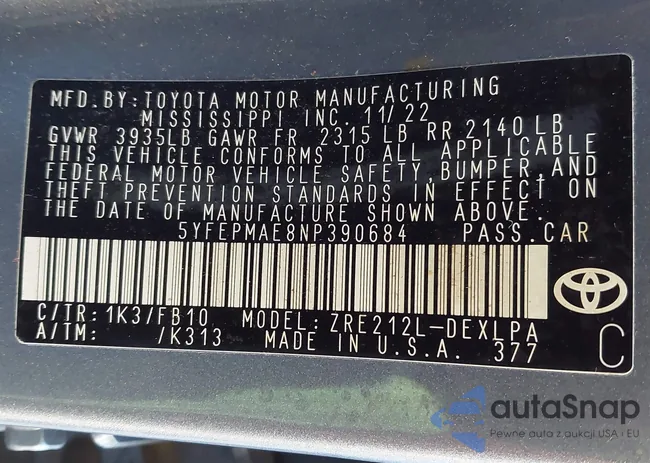 MFD. BY: TOYOTA MOTOR MANUFACTURING
MISSISSIPPI INC. 11/22
GVWR 3935LB GAWR FR 2315 LB RR 2140 LB
THIS VEHICLE CONFORMS TO ALL APPLICABLE
FEDERAL MOTOR VEHICLE SAFETY, BUMPER, AND
THEFT PREVENTION STANDARDS IN EFFECT ON
THE DATE OF MANUFACTURE SHOWN ABOVE.
5YFEPMAE8NP390684 PASS. CAR
C/TR: 1K3/FB10 MODEL: ZRE212L-DEXLPA
A/TM: /K313 MADE IN U.S.A. 377
C
autaSnap
Pewne auta z aukcji USA i EU